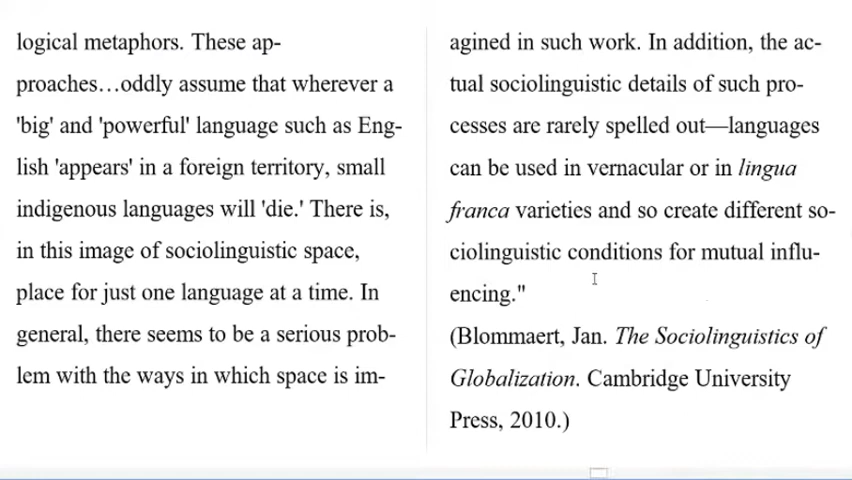 logical metaphors. These ap-
proaches…oddly assume that wherever a
'big' and 'powerful' language such as Eng-
lish 'appears' in a foreign territory, small
indigenous languages will 'die.' There is,
in this image of sociolinguistic space,
place for just one language at a time. In
general, there seems to be a serious prob-
lem with the ways in which space is im-
agined in such work. In addition, the ac-
tual sociolinguistic details of such pro-
cesses are rarely spelled out—languages
can be used in vernacular or in lingua
franca varieties and so create different so-
ciolinguistic conditions for mutual influ-
encing."
(Blommaert, Jan. The Sociolinguistics of
Globalization. Cambridge University
Press, 2010.)